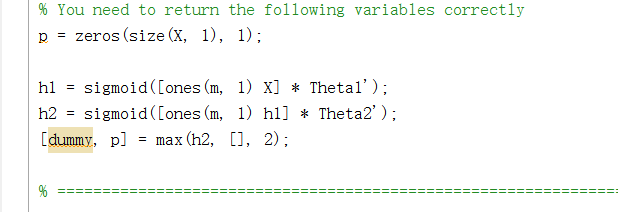 % You need to return the following variables correctly
p = zeros(size(X, 1), 1);
h1 = sigmoid([ones(m, 1) X] * Theta1');
h2 = sigmoid([ones(m, 1) h1] * Theta2');
[dummy, p] = max(h2, [], 2);
% =============================================================